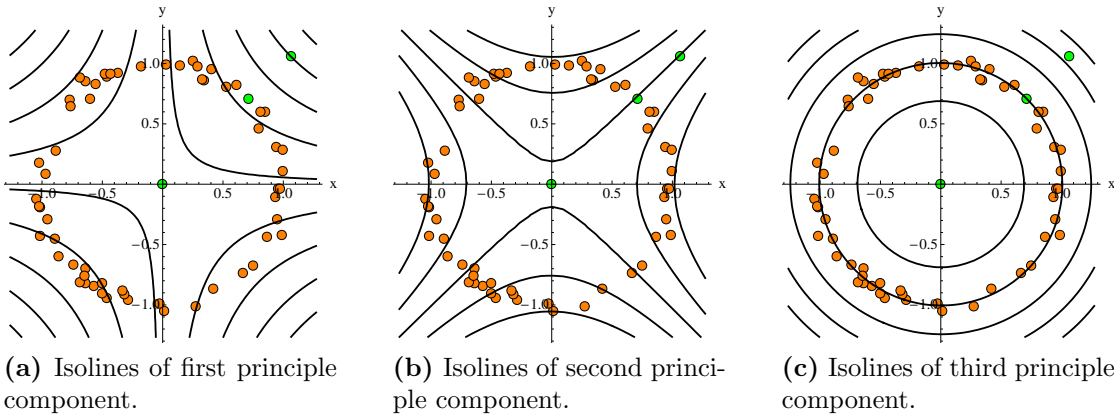 y y y
1.0 1.0 1.0
0.5 0.5 0.5
x x x
−1.0 −0.5 0.5 1.0 −1.0 −0.5 0.5 1.0 −1.0 −0.5 0.5 1.0
−0.5 −0.5 −0.5
−1.0 −1.0 −1.0
(a) Isolines of first principle
component.
(b) Isolines of second princi-
ple component.
(c) Isolines of third principle
component.